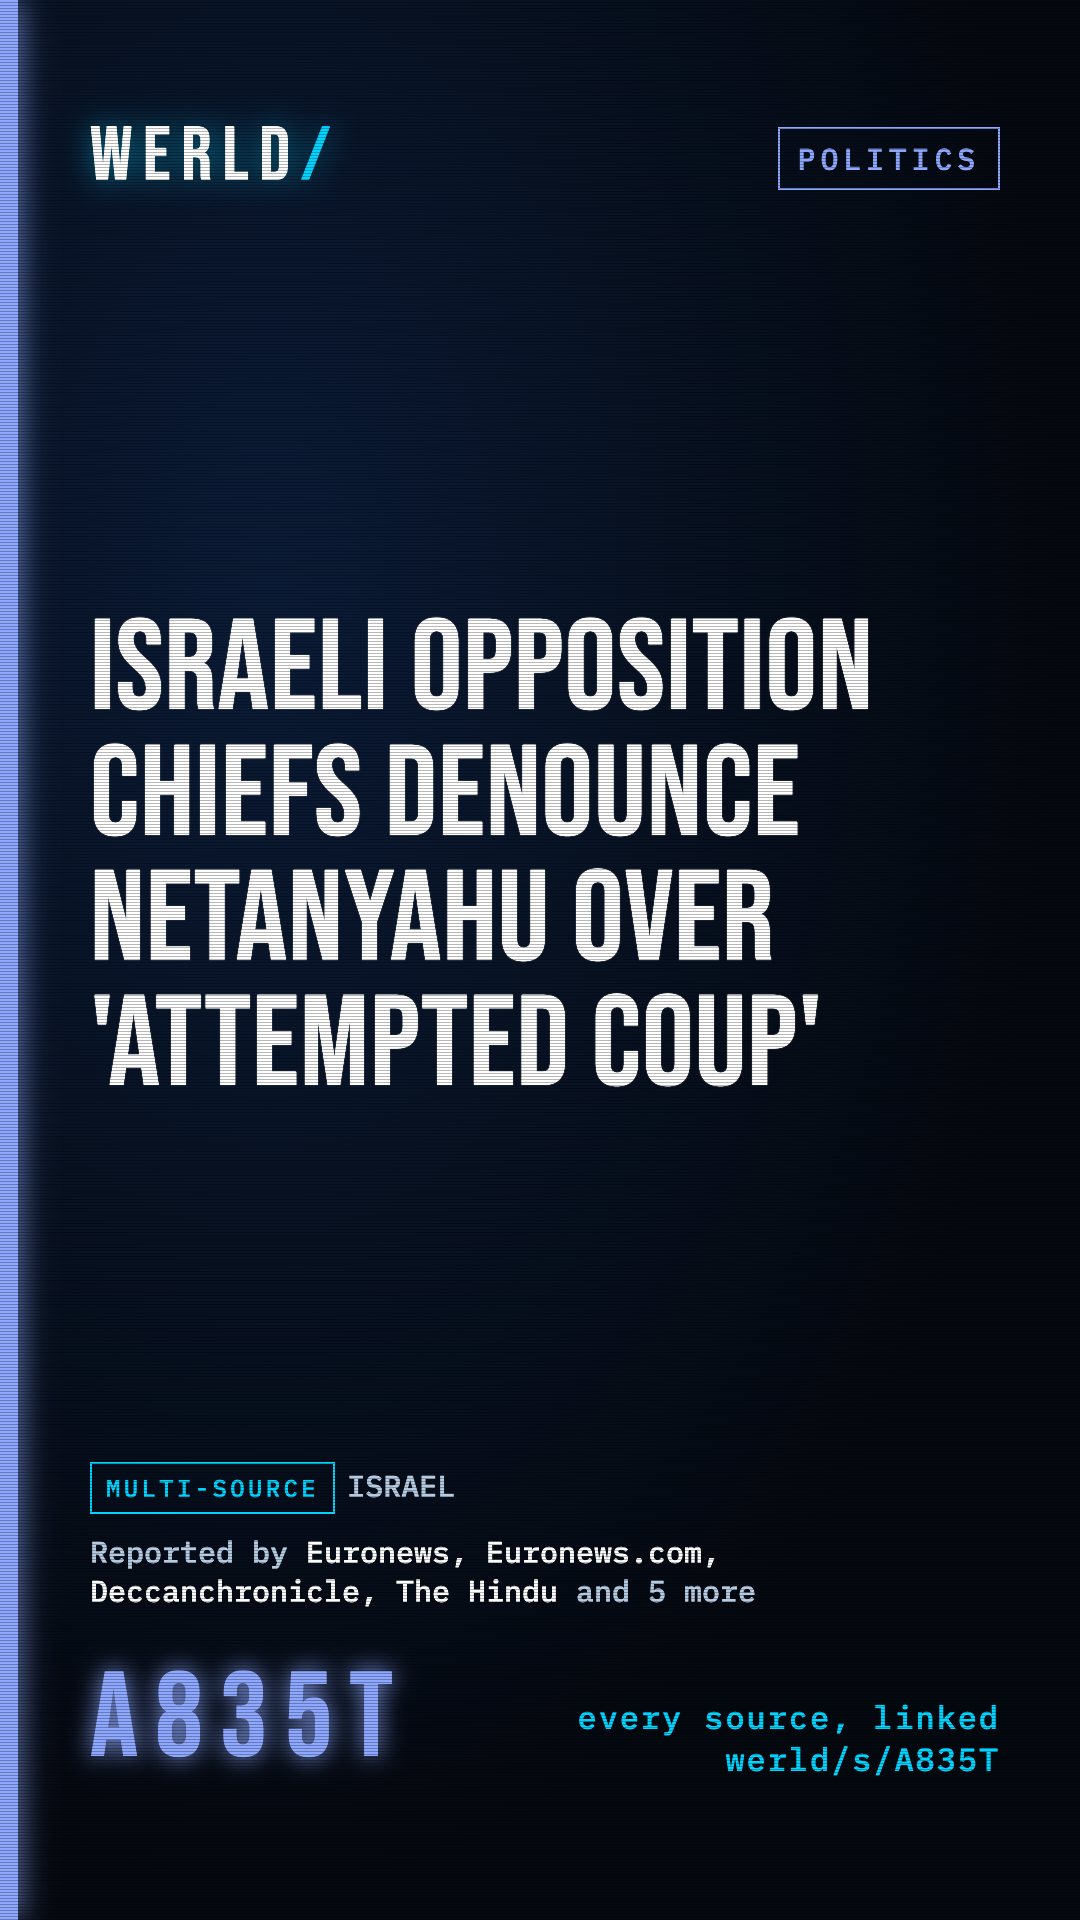 WERLD/
POLITICS
ISRAELI OPPOSITION
CHIEFS DENOUNCE
NETANYAHU OVER
'ATTEMPTED COUP'
MULTI-SOURCE ISRAEL
Reported by Euronews, Euronews.com,
Deccanchronicle, The Hindu and 5 more
A835T
every source, linked
werld/s/A835T